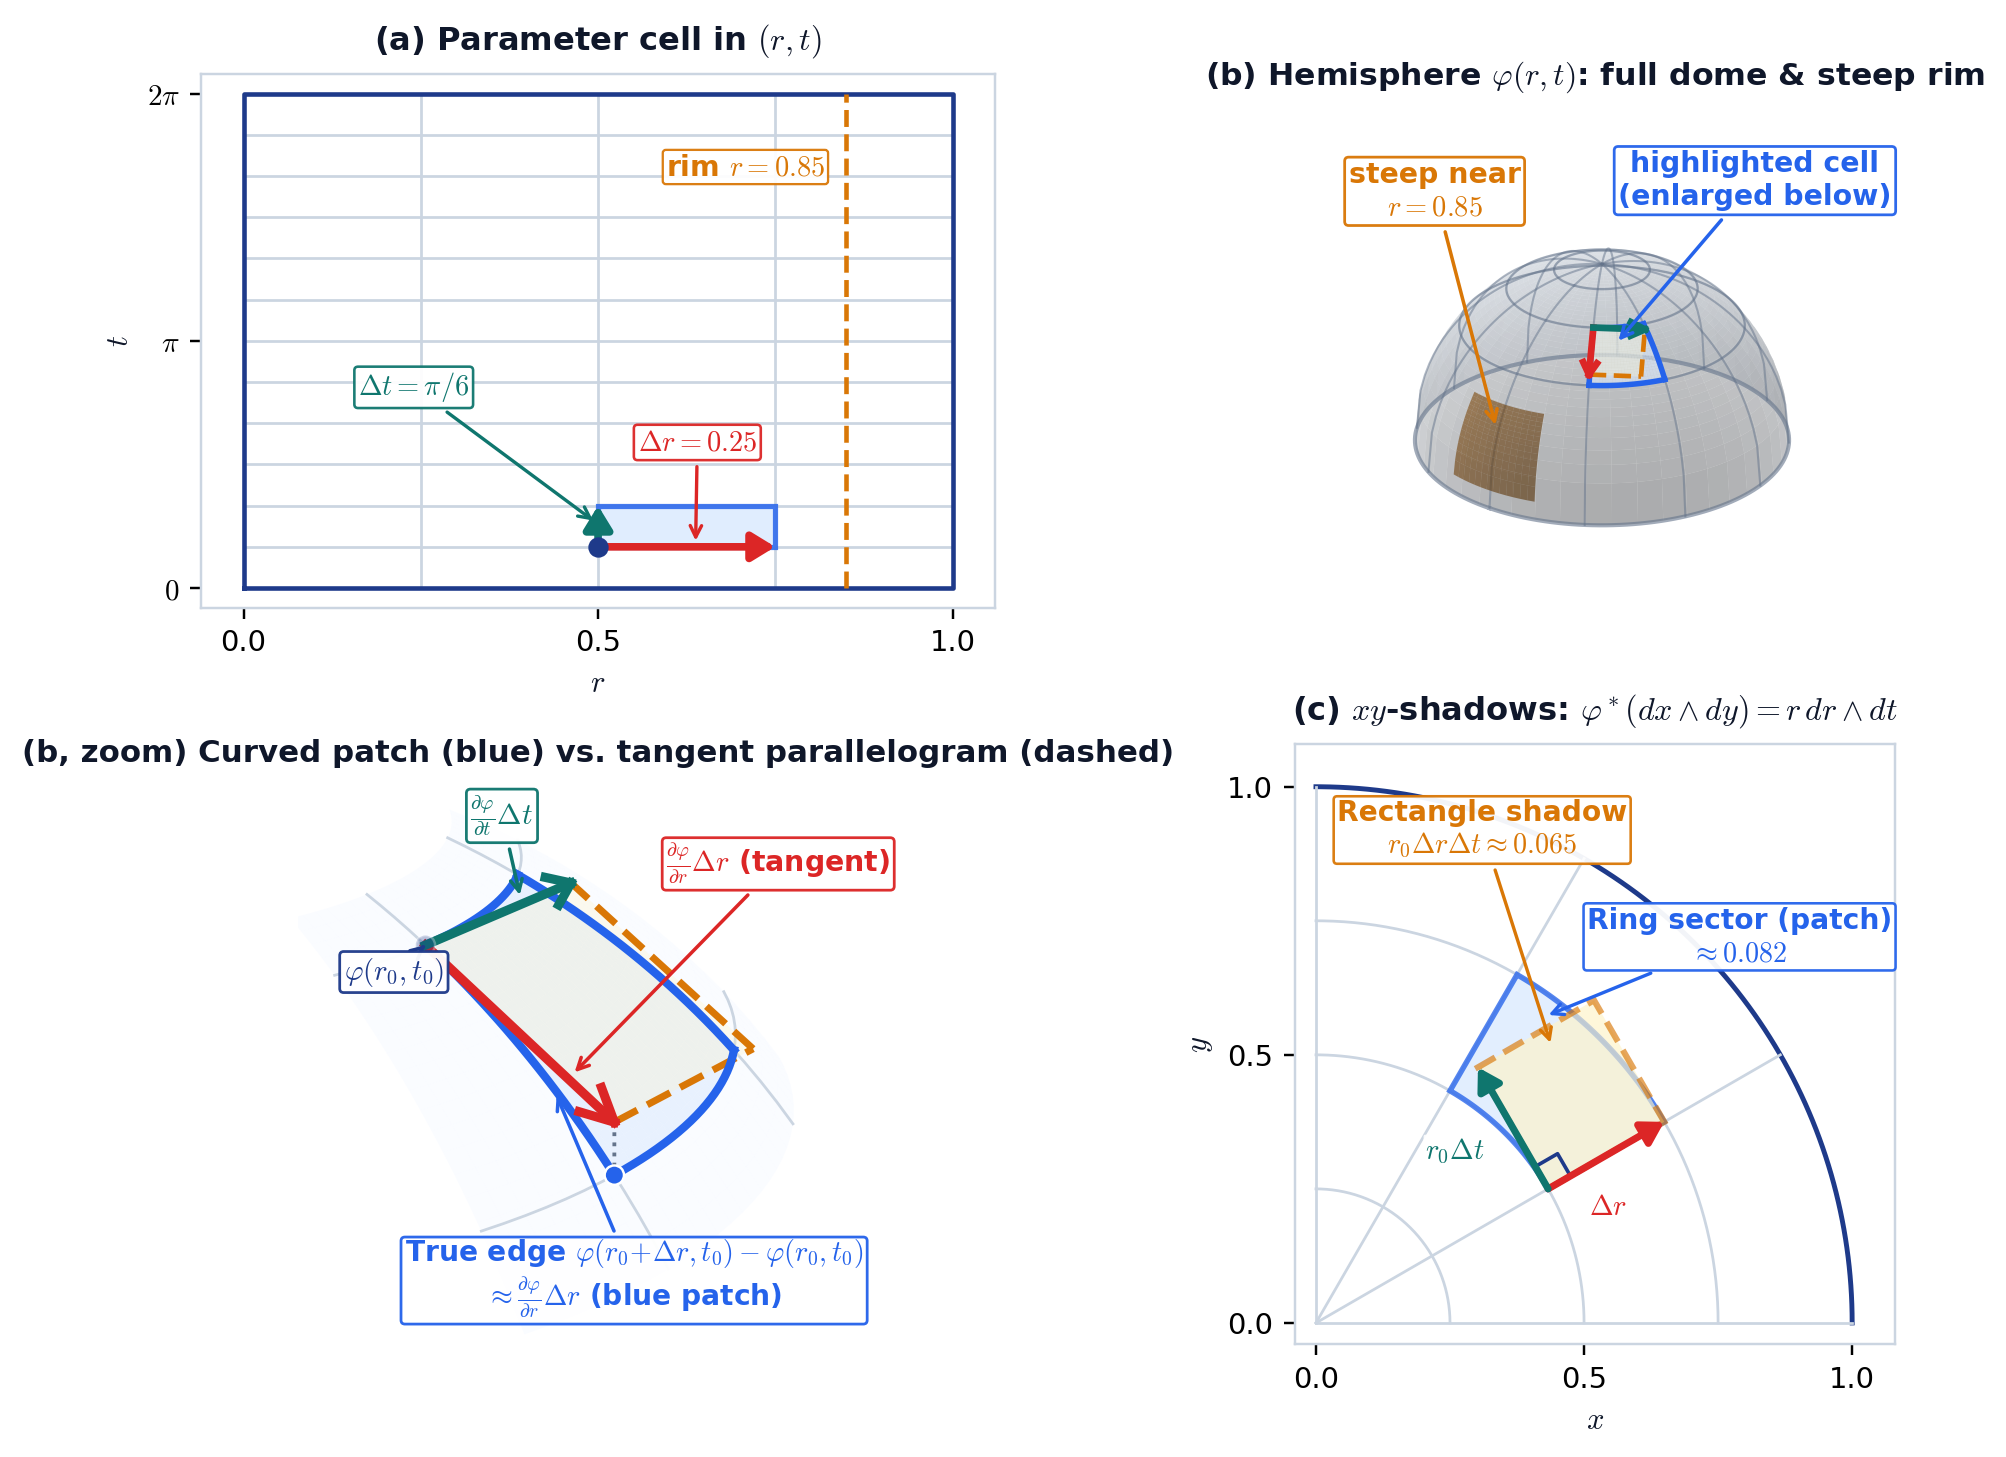 (a) Parameter cell in (r, t)
2π
π
0
t
rim r = 0.85
Δt = π/6
Δr = 0.25
0.0
0.5
1.0
r
(b) Hemisphere φ(r, t): full dome & steep rim
steep near
r = 0.85
highlighted cell
(enlarged below)
(b, zoom) Curved patch (blue) vs. tangent parallelogram (dashed)
∂φ/∂t Δt
∂φ/∂r Δr (tangent)
φ(r₀, t₀)
True edge φ(r₀+Δr, t₀) − φ(r₀, t₀)
≈ ∂φ/∂r Δr (blue patch)
(c) xy-shadows: φ*(dx ∧ dy) = r dr ∧ dt
1.0
0.5
0.0
y
Rectangle shadow
r₀ΔrΔt ≈ 0.065
Ring sector (patch)
≈ 0.082
r₀Δt
Δr
0.0
0.5
1.0
x